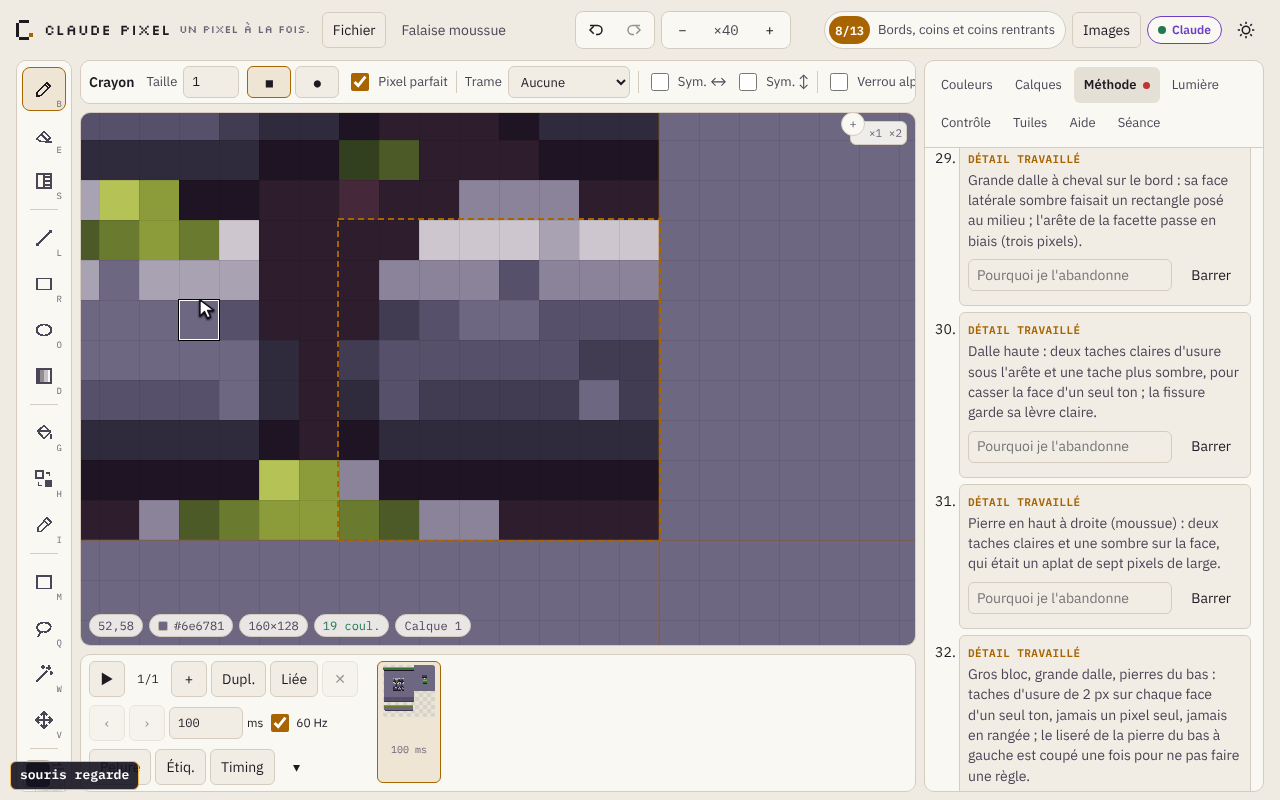 CLAUDE PIXEL UN PIXEL À LA FOIS. Fichier Falaise moussue − ×40 + 8/13 Bords, coins et coins rentrants Images Claude
Crayon Taille 1 Pixel parfait Trame Aucune Sym. ↔ Sym. ↕ Verrou alp
Couleurs Calques Méthode Lumière
Contrôle Tuiles Aide Séance
B
E
S
L
R
O
D
G
H
I
M
Q
W
V
+ ×1 ×2
29. DÉTAIL TRAVAILLÉ
Grande dalle à cheval sur le bord : sa face
latérale sombre faisait un rectangle posé
au milieu ; l'arête de la facette passe en
biais (trois pixels).
Pourquoi je l'abandonne Barrer
30. DÉTAIL TRAVAILLÉ
Dalle haute : deux taches claires d'usure
sous l'arête et une tache plus sombre, pour
casser la face d'un seul ton ; la fissure
garde sa lèvre claire.
Pourquoi je l'abandonne Barrer
31. DÉTAIL TRAVAILLÉ
Pierre en haut à droite (moussue) : deux
taches claires et une sombre sur la face,
qui était un aplat de sept pixels de large.
Pourquoi je l'abandonne Barrer
32. DÉTAIL TRAVAILLÉ
Gros bloc, grande dalle, pierres du bas :
taches d'usure de 2 px sur chaque face
d'un seul ton, jamais un pixel seul, jamais
en rangée ; le liseré de la pierre du bas à
gauche est coupé une fois pour ne pas faire
une règle.
52,58 #6e6781 160×128 19 coul. Calque 1
1/1 + Dupl. Liée ×
‹ › 100 ms 60 Hz
100 ms
Étiq. Timing ▼
souris regarde